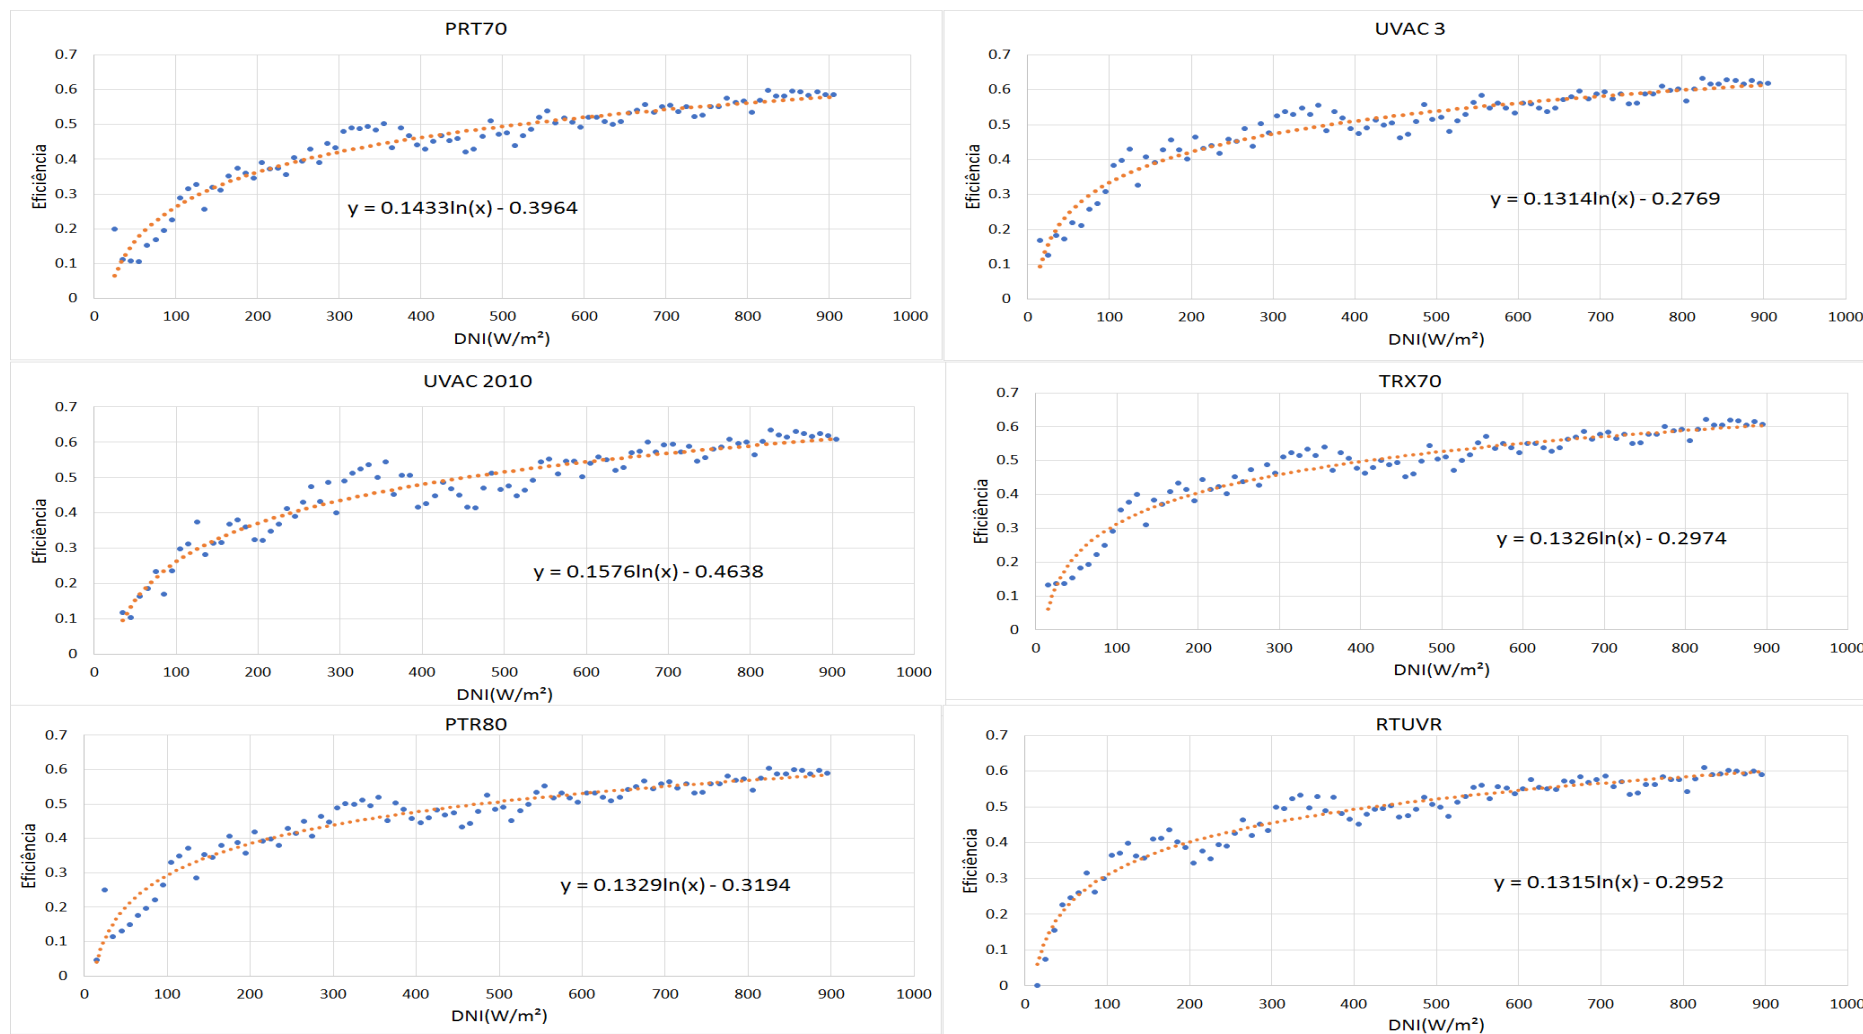 PRT70
0.7
0.6
0.5
0.4
0.3
0.2
0.1
0
Eficiência
y = 0.1433ln(x) - 0.3964
0 100 200 300 400 500 600 700 800 900 1000
DNI(W/m²)
UVAC 3
0.7
0.6
0.5
0.4
0.3
0.2
0.1
0
Eficiência
y = 0.1314ln(x) - 0.2769
0 100 200 300 400 500 600 700 800 900 1000
DNI(W/m²)
UVAC 2010
0.7
0.6
0.5
0.4
0.3
0.2
0.1
0
Eficiência
y = 0.1576ln(x) - 0.4638
0 100 200 300 400 500 600 700 800 900 1000
DNI(W/m²)
TRX70
0.7
0.6
0.5
0.4
0.3
0.2
0.1
0
Eficiência
y = 0.1326ln(x) - 0.2974
0 100 200 300 400 500 600 700 800 900 1000
DNI(W/m²)
PTR80
0.7
0.6
0.5
0.4
0.3
0.2
0.1
0
Eficiência
y = 0.1329ln(x) - 0.3194
0 100 200 300 400 500 600 700 800 900 1000
DNI(W/m²)
RTUVR
0.7
0.6
0.5
0.4
0.3
0.2
0.1
0
Eficiência
y = 0.1315ln(x) - 0.2952
0 100 200 300 400 500 600 700 800 900 1000
DNI(W/m²)